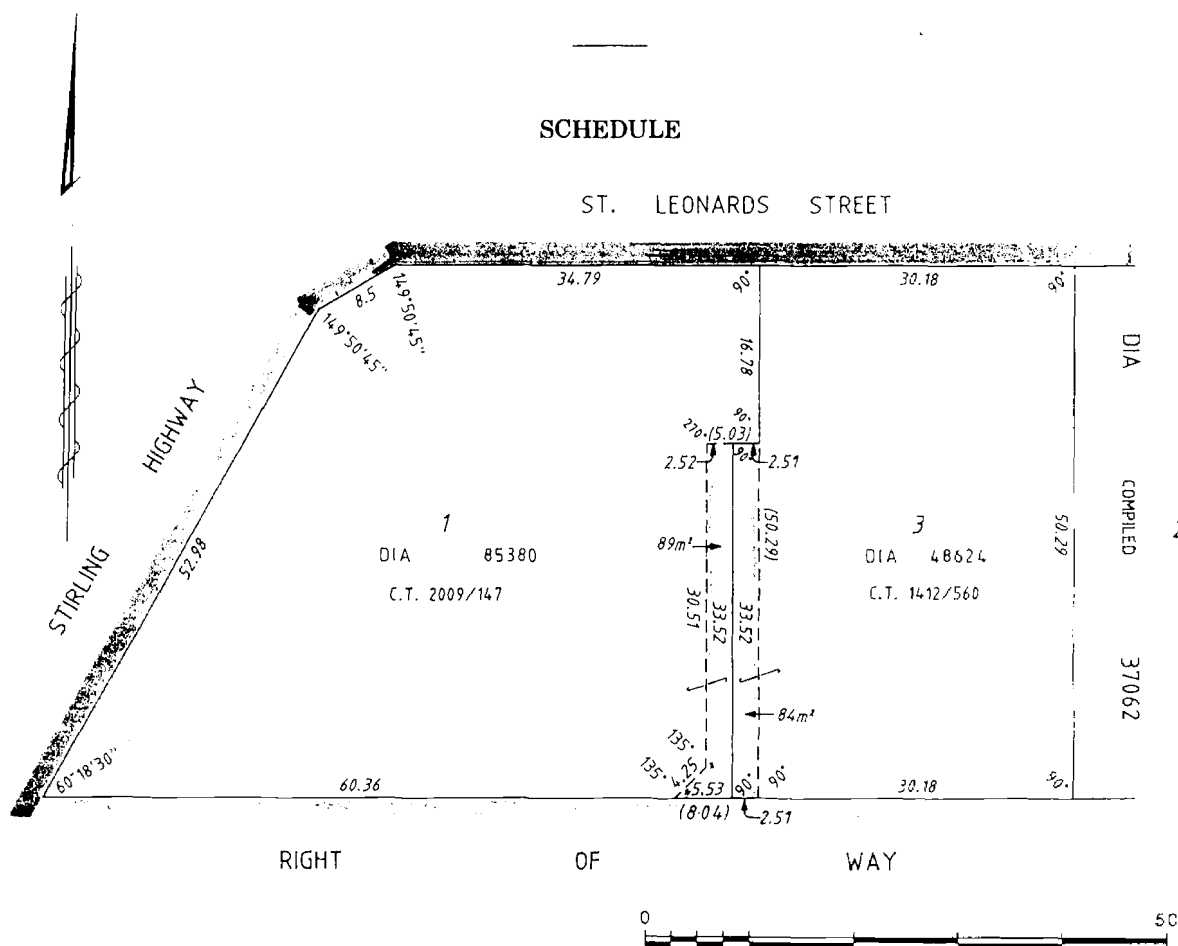 SCHEDULE
ST. LEONARDS STREET
34.79
90°
30.18
90°
8.5
149°50'45"
149°50'45"
16.78
DIA
HIGHWAY
STIRLING
52.98
90°
270°
(5.03)
90°
2.52
2.51
1
DIA 85380
C.T. 2009/147
89m²
(50.29)
3
DIA 48624
C.T. 1412/560
50.29
COMPILED
30.51
33.52
33.52
37062
84m²
135°
135°
4.25
60°18'30"
60.36
5.53
90°
90°
30.18
90°
(8.04)
2.51
RIGHT OF WAY
0 50